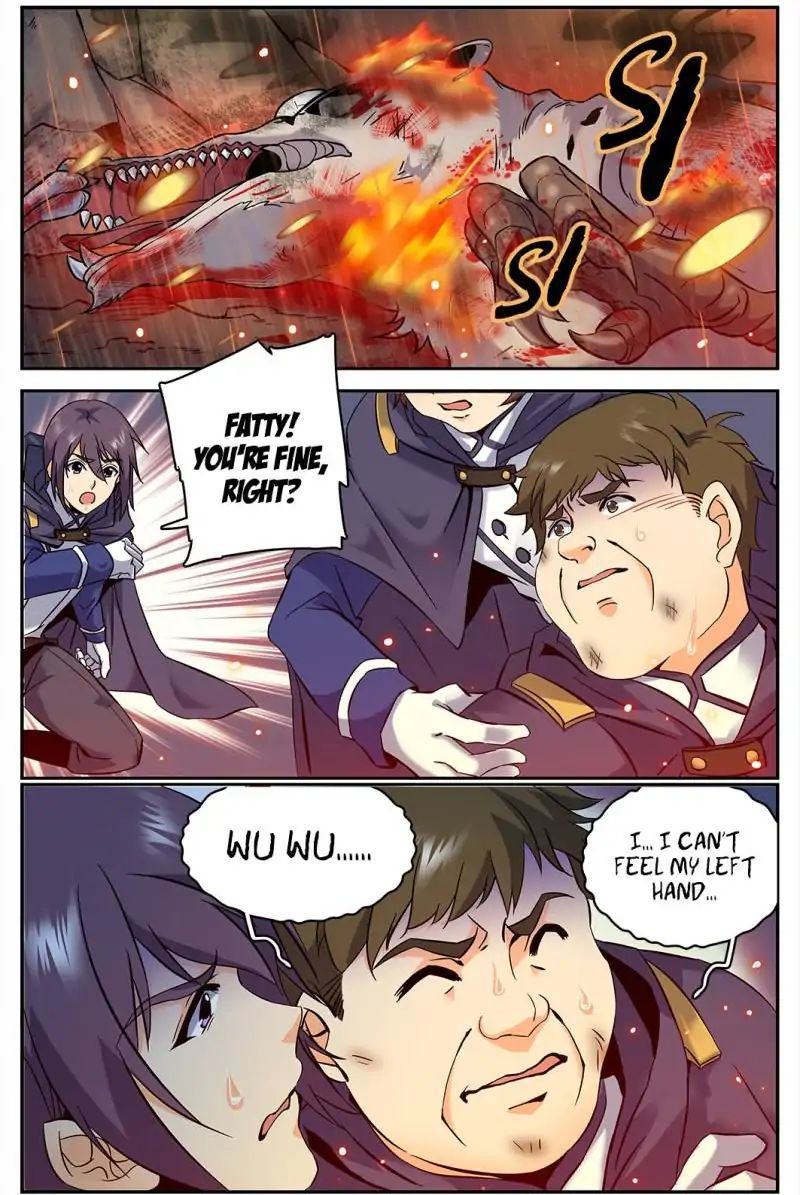 SI
SI
FATTY!
YOU'RE FINE,
RIGHT?
WU WU......
I... I CAN'T
FEEL MY LEFT
HAND...